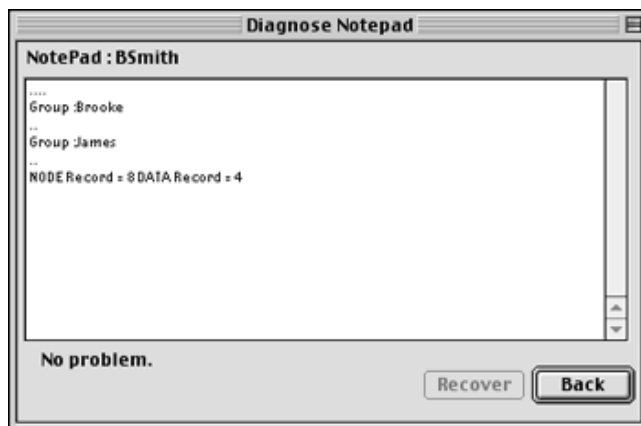 Diagnose Notepad
NotePad : BSmith
....
Group :Brooke
..
Group :James
..
NODE Record = 8 DATA Record = 4
No problem.
Recover
Back